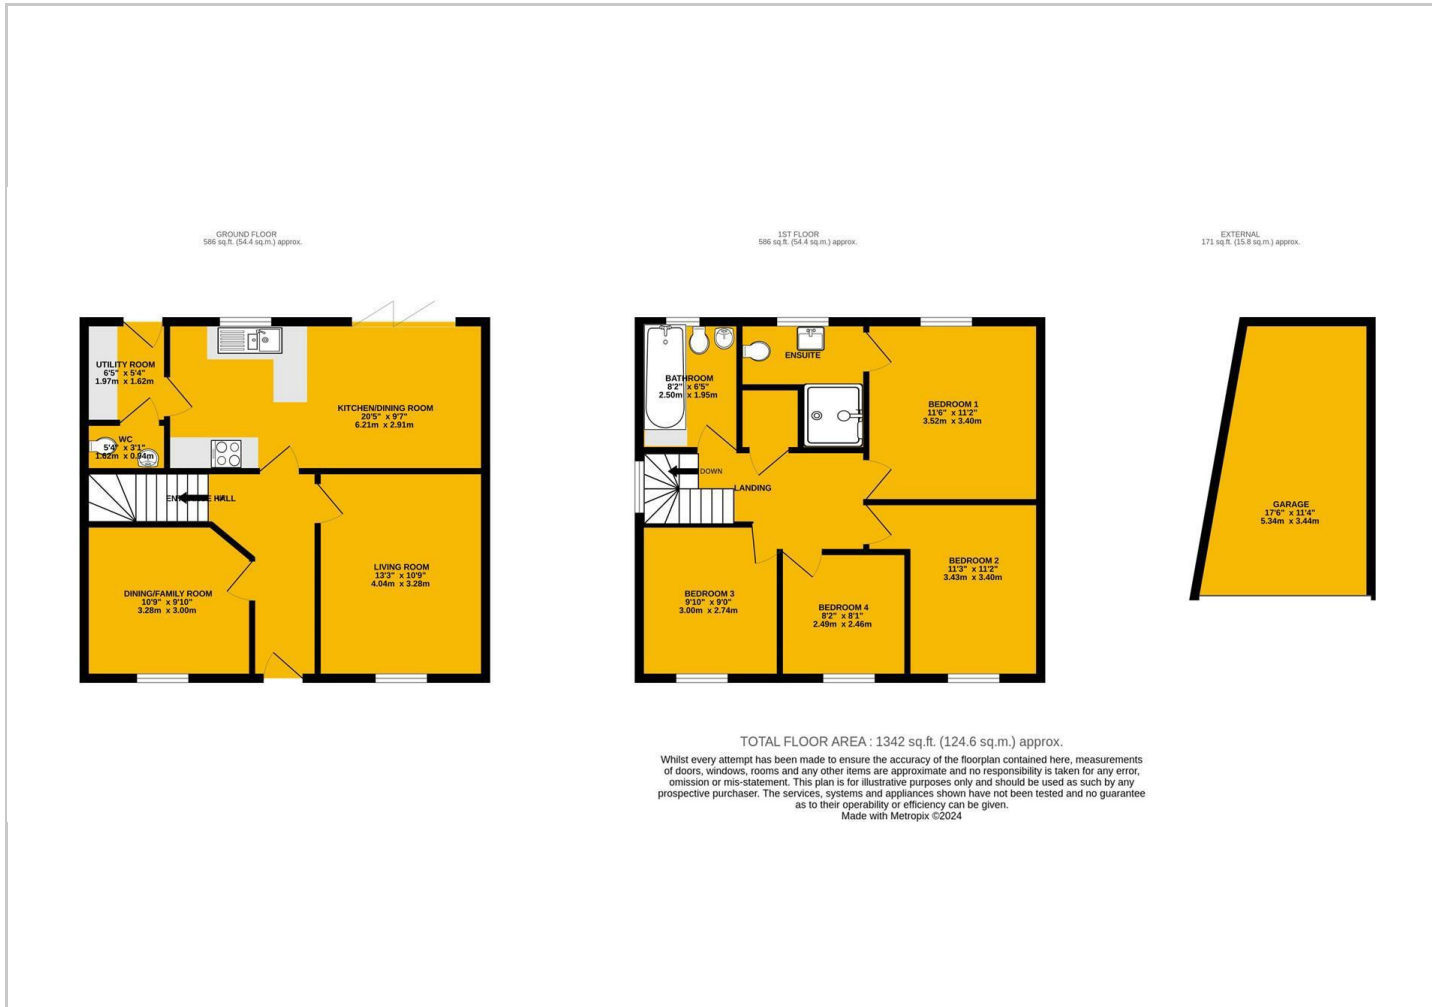 GROUND FLOOR
586 sq.ft. (54.4 sq.m.) approx.
UTILITY ROOM
6'5" x 5'4"
1.97m x 1.62m
WC
5'4" x 3'1"
1.62m x 0.94m
KITCHEN/DINING ROOM
20'5" x 9'7"
6.21m x 2.91m
ENTRANCE HALL
DINING/FAMILY ROOM
10'9" x 9'10"
3.28m x 3.00m
LIVING ROOM
13'3" x 10'9"
4.04m x 3.28m
1ST FLOOR
586 sq.ft. (54.4 sq.m.) approx.
BATHROOM
8'2" x 6'5"
2.50m x 1.95m
ENSUITE
BEDROOM 1
11'6" x 11'2"
3.52m x 3.40m
DOWN
LANDING
BEDROOM 2
11'3" x 11'2"
3.43m x 3.40m
BEDROOM 3
9'10" x 9'0"
3.00m x 2.74m
BEDROOM 4
8'2" x 8'1"
2.49m x 2.46m
EXTERNAL
171 sq.ft. (15.8 sq.m.) approx.
GARAGE
17'6" x 11'4"
5.34m x 3.44m
TOTAL FLOOR AREA : 1342 sq.ft. (124.6 sq.m.) approx.
Whilst every attempt has been made to ensure the accuracy of the floorplan contained here, measurements
of doors, windows, rooms and any other items are approximate and no responsibility is taken for any error,
omission or mis-statement. This plan is for illustrative purposes only and should be used as such by any
prospective purchaser. The services, systems and appliances shown have not been tested and no guarantee
as to their operability or efficiency can be given.
Made with Metropix ©2024